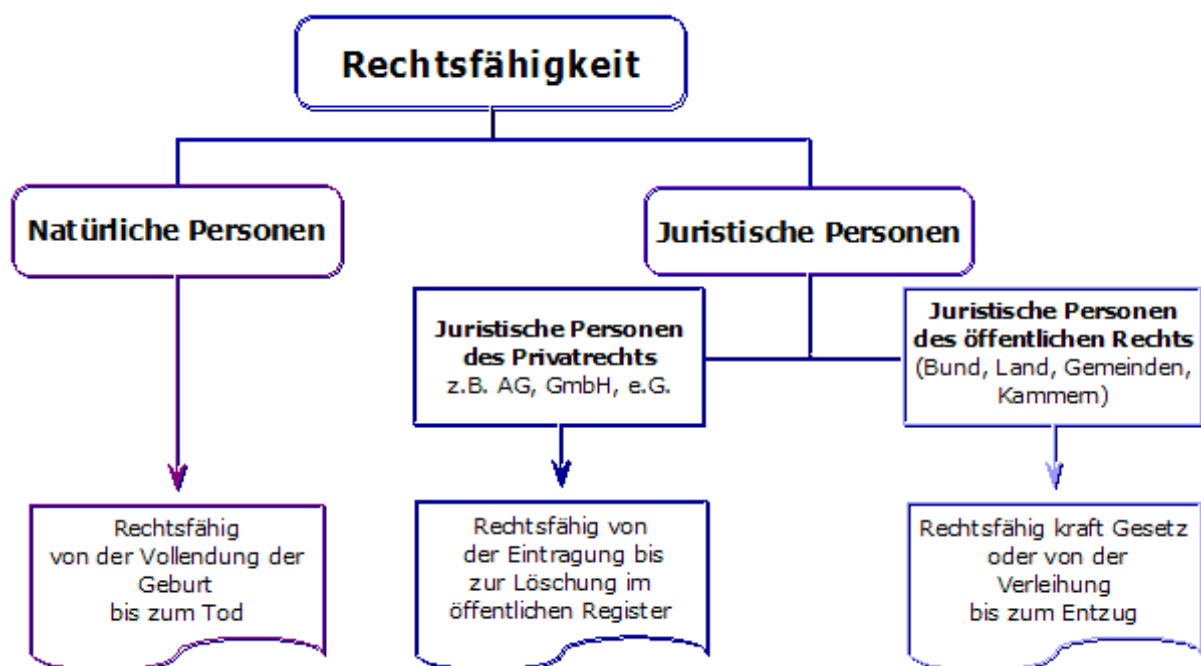 Rechtsfähigkeit
Natürliche Personen
Juristische Personen
Juristische Personen
des Privatrechts
z.B. AG, GmbH, e.G.
Juristische Personen
des öffentlichen Rechts
(Bund, Land, Gemeinden,
Kammern)
Rechtsfähig
von der Vollendung der
Geburt
bis zum Tod
Rechtsfähig von
der Eintragung bis
zur Löschung im
öffentlichen Register
Rechtsfähig kraft Gesetz
oder von der
Verleihung
bis zum Entzug